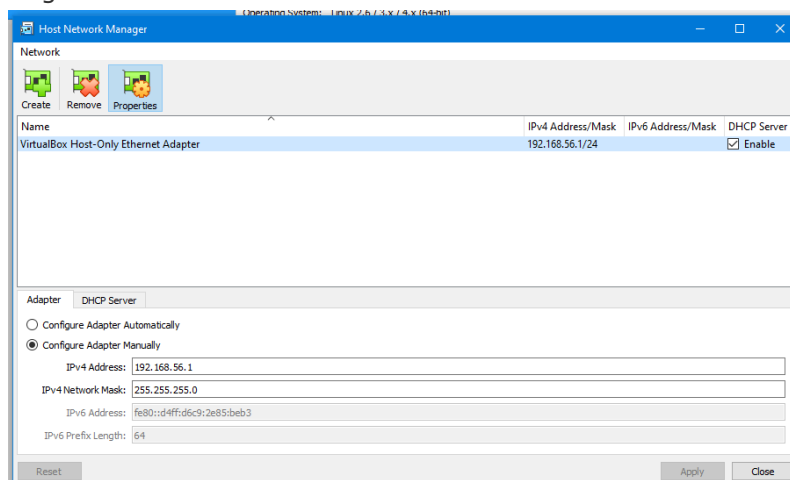 Operating System: Linux 2.6 / 3.x / 4.x (64-bit)
Host Network Manager
Network
Create Remove Properties
Name IPv4 Address/Mask IPv6 Address/Mask DHCP Server
VirtualBox Host-Only Ethernet Adapter 192.168.56.1/24 Enable
Adapter DHCP Server
Configure Adapter Automatically
Configure Adapter Manually
IPv4 Address: 192.168.56.1
IPv4 Network Mask: 255.255.255.0
IPv6 Address: fe80::d4ff:d6c9:2e85:beb3
IPv6 Prefix Length: 64
Reset Apply Close